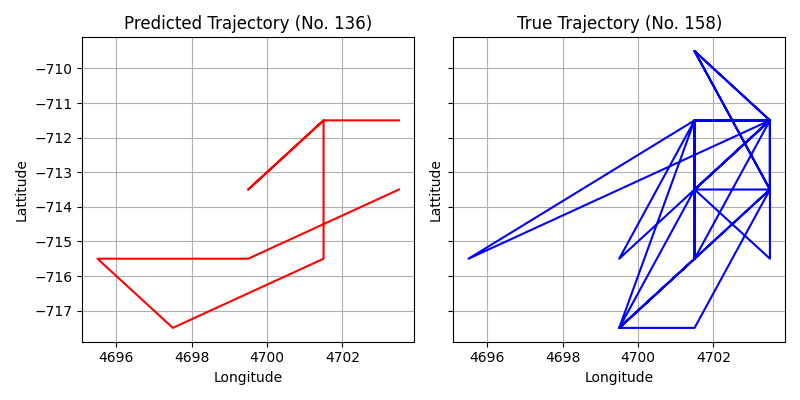 Predicted Trajectory (No. 136)
True Trajectory (No. 158)
−710
−711
−712
−713
−714
−715
−716
−717
Lattitude
Lattitude
4696 4698 4700 4702
4696 4698 4700 4702
Longitude
Longitude